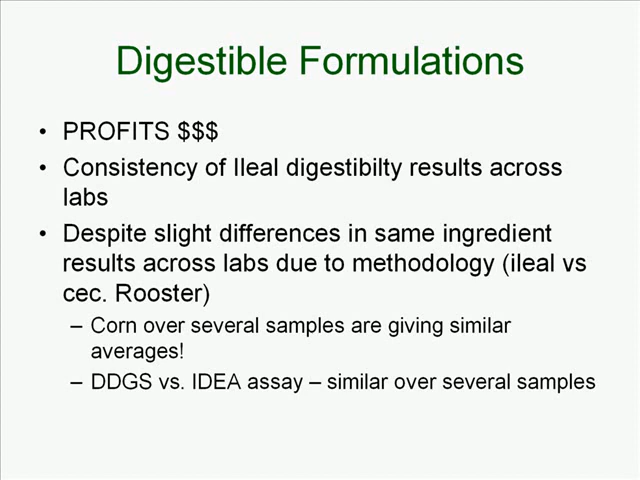 Digestible Formulations
• PROFITS $$$
• Consistency of Ileal digestibilty results across
labs
• Despite slight differences in same ingredient
results across labs due to methodology (ileal vs
cec. Rooster)
– Corn over several samples are giving similar
averages!
– DDGS vs. IDEA assay – similar over several samples